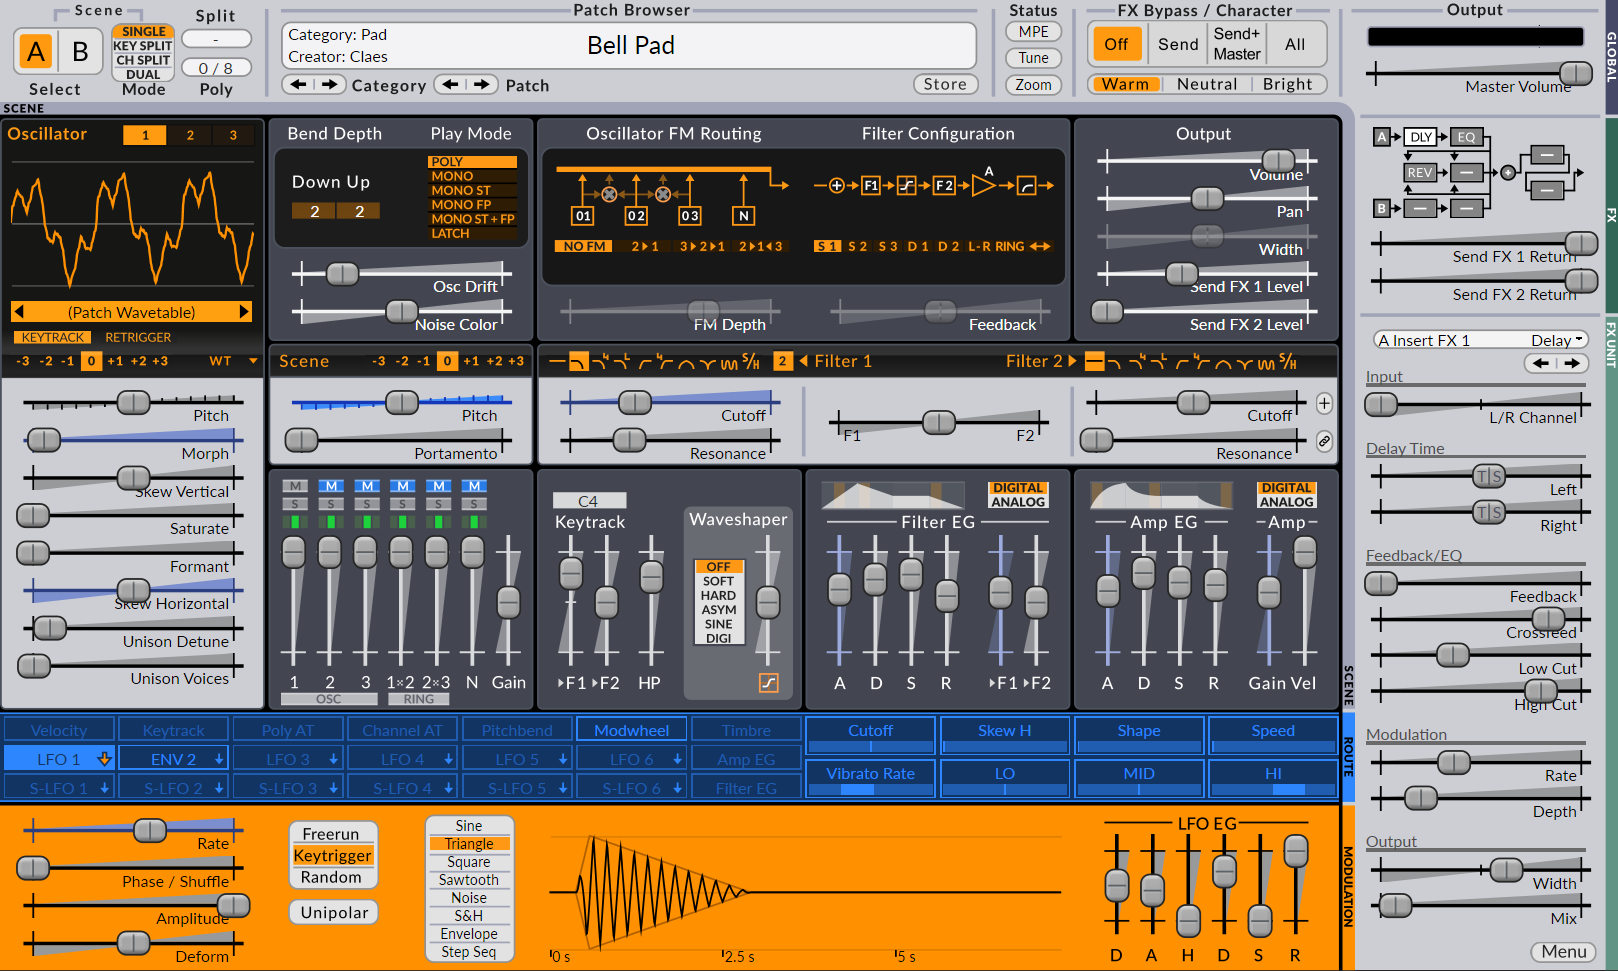 Scene
A B
Select
SINGLE
KEY SPLIT
CH SPLIT
DUAL
Mode
Split
-
0 / 8
Poly
Patch Browser
Category: Pad
Creator: Claes
Bell Pad
Category
Patch
Store
Status
MPE
Tune
Zoom
FX Bypass / Character
Off Send Send+ Master All
Warm Neutral Bright
Output
Master Volume
GLOBAL
SCENE
Oscillator 1 2 3
(Patch Wavetable)
KEYTRACK RETRIGGER
-3 -2 -1 0 +1 +2 +3 WT
Pitch
Morph
Skew Vertical
Saturate
Formant
Skew Horizontal
Unison Detune
Unison Voices
Bend Depth
Down Up
2 2
Play Mode
POLY
MONO
MONO ST
MONO FP
MONO ST + FP
LATCH
Osc Drift
Noise Color
Oscillator FM Routing
O1 O2 O3 N
NO FM 2▸1 3▸2▸1 2▸1◂3
FM Depth
Filter Configuration
F1 F2 A
S 1 S 2 S 3 D 1 D 2 L-R RING
Feedback
Output
Volume
Pan
Width
Send FX 1 Level
Send FX 2 Level
Scene -3 -2 -1 0 +1 +2 +3
Pitch
Portamento
S/H 2 Filter 1
Filter 2 S/H
Cutoff
Resonance
F1 F2
Cutoff
Resonance
+
M M M M M M
S S S S S S
1 2 3 1×2 2×3 N Gain
OSC RING
C4
Keytrack
F1 F2 HP
Waveshaper
OFF
SOFT
HARD
ASYM
SINE
DIGI
DIGITAL
ANALOG
Filter EG
A D S R F1 F2
DIGITAL
ANALOG
Amp EG Amp
A D S R Gain Vel
SCENE
Velocity Keytrack Poly AT Channel AT Pitchbend Modwheel Timbre
LFO 1 ENV 2 LFO 3 LFO 4 LFO 5 LFO 6 Amp EG
S-LFO 1 S-LFO 2 S-LFO 3 S-LFO 4 S-LFO 5 S-LFO 6 Filter EG
Cutoff Skew H Shape Speed
Vibrato Rate LO MID HI
ROUTE
Rate
Phase / Shuffle
Amplitude
Deform
Freerun
Keytrigger
Random
Unipolar
Sine
Triangle
Square
Sawtooth
Noise
S&H
Envelope
Step Seq
0 s 2.5 s 5 s
LFO EG
D A H D S R
MODULATION
A DLY EQ
REV
B
Send FX 1 Return
Send FX 2 Return
FX
A Insert FX 1 Delay
FX UNIT
Input
L/R Channel
Delay Time
T|S
Left
T|S
Right
Feedback/EQ
Feedback
Crossfeed
Low Cut
High Cut
Modulation
Rate
Depth
Output
Width
Mix
Menu